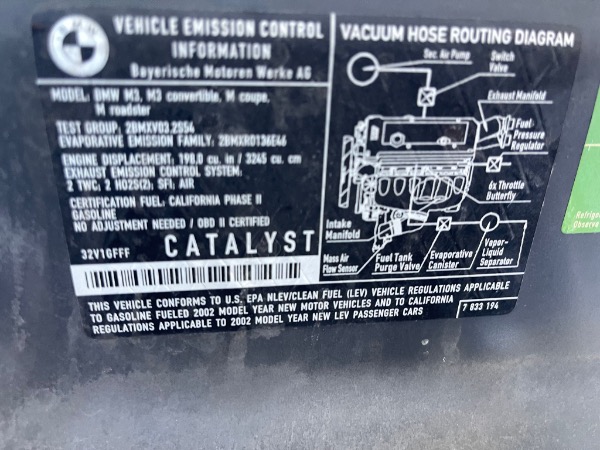 BMW
VEHICLE EMISSION CONTROL
INFORMATION
Bayerische Motoren Werke AG
MODEL: BMW M3, M3 convertible, M coupe,
M roadster
TEST GROUP: 2BMXV03.2S54
EVAPORATIVE EMISSION FAMILY: 2BMXR0136E46
ENGINE DISPLACEMENT: 198,0 cu. in / 3245 cu. cm
EXHAUST EMISSION CONTROL SYSTEM:
2 TWC, 2 HO2S(2), SFI, AIR
CERTIFICATION FUEL: CALIFORNIA PHASE II
GASOLINE
NO ADJUSTMENT NEEDED / OBD II CERTIFIED
32V1GFFF
CATALYST
VACUUM HOSE ROUTING DIAGRAM
Sec. Air Pump
Switch
Valve
Exhaust Manifold
Fuel-
Pressure
Regulator
6x Throttle
Butterfly
Intake
Manifold
Mass Air
Flow Sensor
Fuel Tank
Purge Valve
Evaporative
Canister
Vapor-
Liquid
Separator
THIS VEHICLE CONFORMS TO U.S. EPA NLEV/CLEAN FUEL (LEV) VEHICLE REGULATIONS APPLICABLE
TO GASOLINE FUELED 2002 MODEL YEAR NEW MOTOR VEHICLES AND TO CALIFORNIA
REGULATIONS APPLICABLE TO 2002 MODEL YEAR NEW LEV PASSENGER CARS
7 833 194
Observe